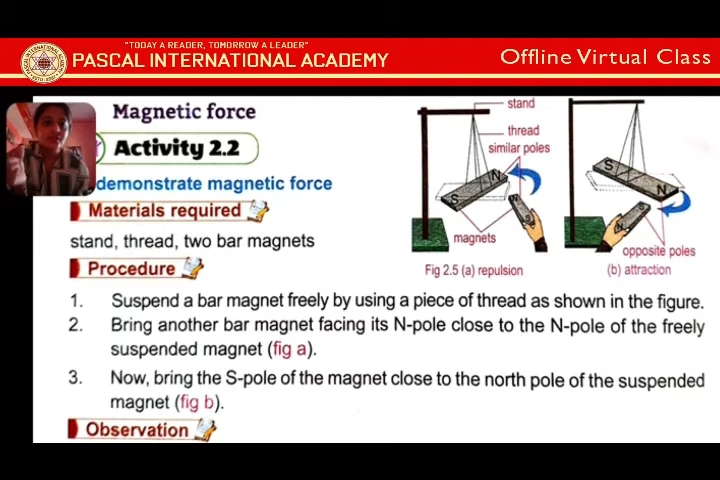 "TODAY A READER, TOMORROW A LEADER"
PASCAL INTERNATIONAL ACADEMY
Offline Virtual Class
Magnetic force
Activity 2.2
demonstrate magnetic force
Materials required
stand, thread, two bar magnets
Procedure
stand
thread
similar poles
N
S
N
magnets
Fig 2.5 (a) repulsion
S
N
S
opposite poles
(b) attraction
1. Suspend a bar magnet freely by using a piece of thread as shown in the figure.
2. Bring another bar magnet facing its N-pole close to the N-pole of the freely
suspended magnet (fig a).
3. Now, bring the S-pole of the magnet close to the north pole of the suspended
magnet (fig b).
Observation